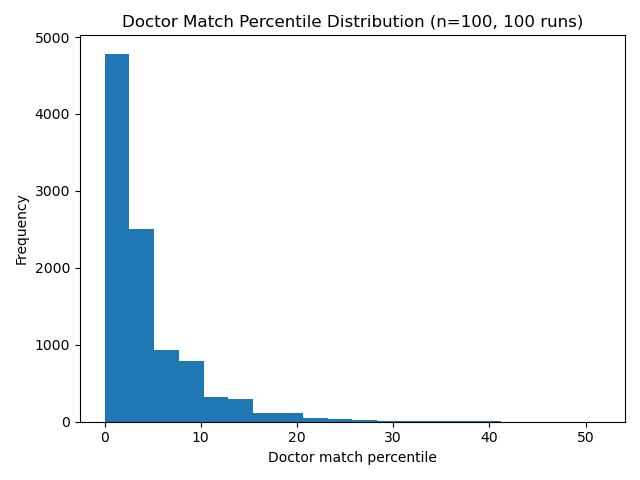 Doctor Match Percentile Distribution (n=100, 100 runs)
Frequency
5000
4000
3000
2000
1000
0
0 10 20 30 40 50
Doctor match percentile